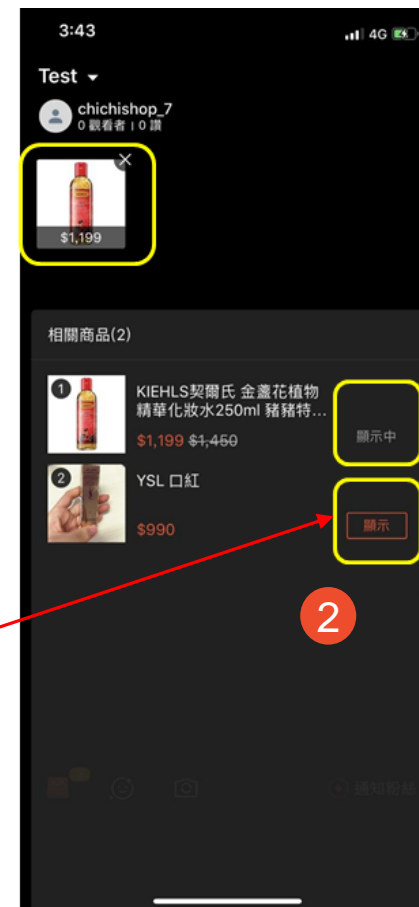 3:43
4G
Test
chichishop_7
0 觀看者 | 0 讚
$1,199
相關商品(2)
1
KIEHLS契爾氏 金盞花植物
精華化妝水250ml 豬豬特...
$1,199 $1,450
顯示中
2
YSL 口紅
$990
顯示
2
通知粉絲